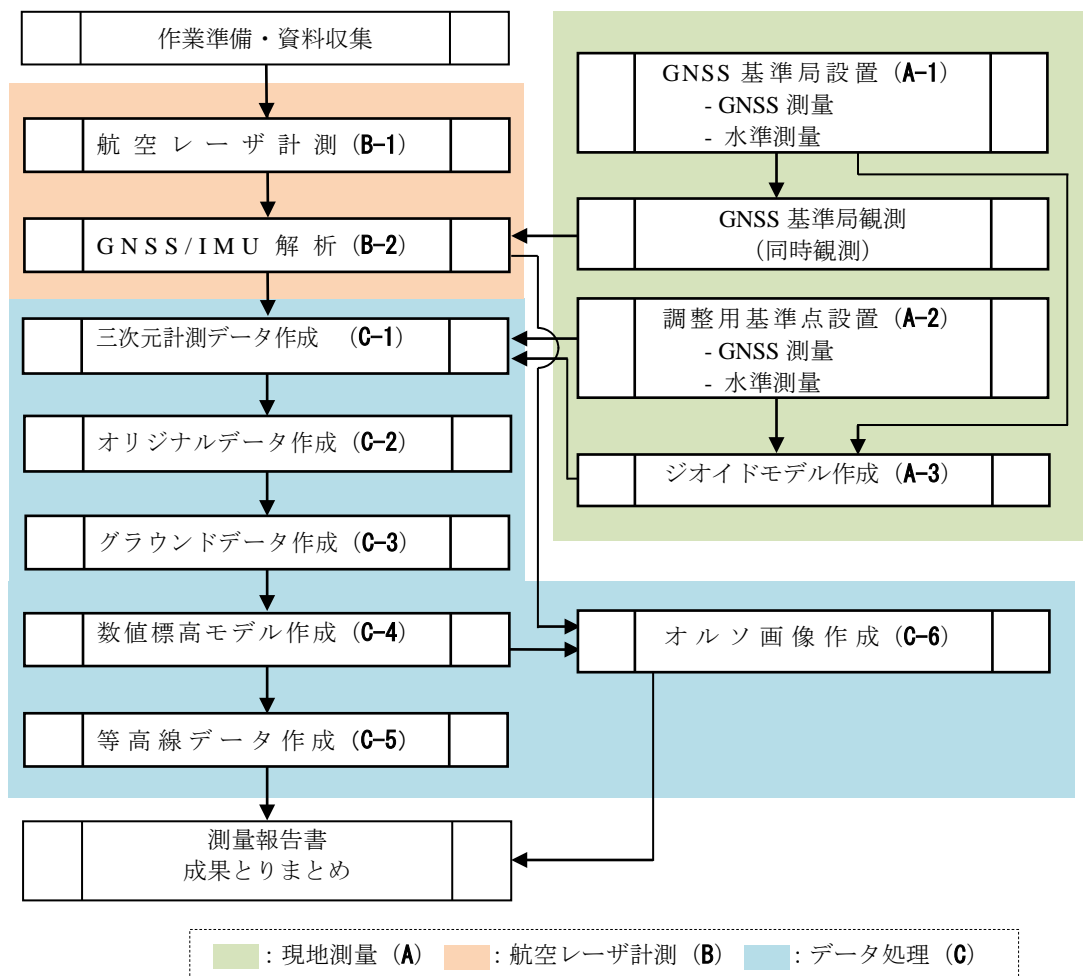 作業準備・資料収集
航空レーザ計測（B-1）
GNSS/IMU 解析（B-2）
三次元計測データ作成 （C-1）
オリジナルデータ作成（C-2）
グラウンドデータ作成（C-3）
数値標高モデル作成（C-4）
等高線データ作成（C-5）
測量報告書
成果とりまとめ
GNSS 基準局設置（A-1）
- GNSS 測量
- 水準測量
GNSS 基準局観測
（同時観測）
調整用基準点設置（A-2）
- GNSS 測量
- 水準測量
ジオイドモデル作成（A-3）
オルソ画像作成（C-6）
：現地測量（A） ：航空レーザ計測（B） ：データ処理（C）